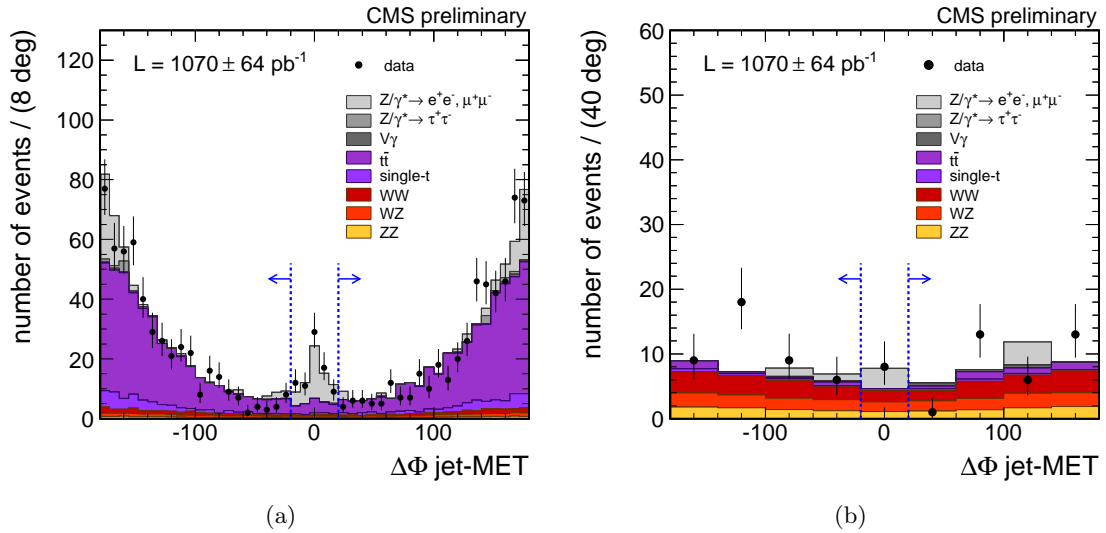 CMS preliminary
number of events / (8 deg)
120
100
80
60
40
20
0
L = 1070 ± 64 pb⁻¹
data
Z/γ*→ e⁺e⁻, μ⁺μ⁻
Z/γ*→ τ⁺τ⁻
Vγ
tt̄
single-t
WW
WZ
ZZ
-100 0 100
ΔΦ jet-MET
(a)
CMS preliminary
number of events / (40 deg)
60
50
40
30
20
10
0
L = 1070 ± 64 pb⁻¹
data
Z/γ*→ e⁺e⁻, μ⁺μ⁻
Z/γ*→ τ⁺τ⁻
Vγ
tt̄
single-t
WW
WZ
ZZ
-100 0 100
ΔΦ jet-MET
(b)